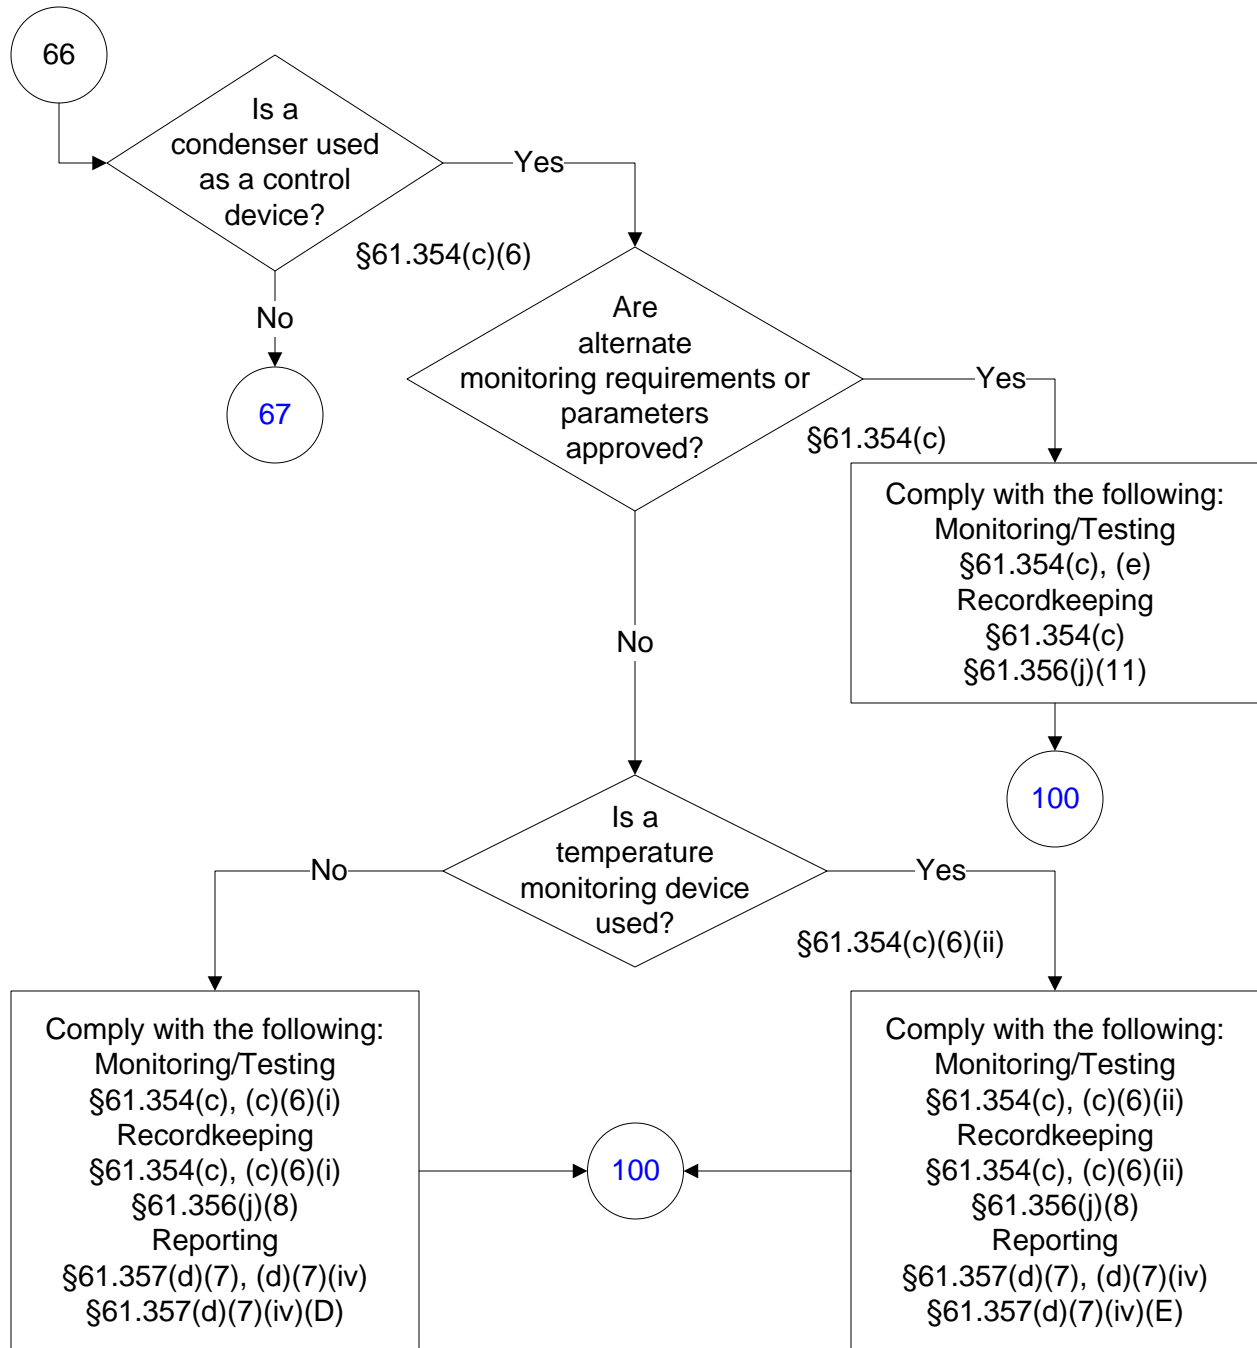 66
Is a
condenser used
as a control
device?
Yes
§61.354(c)(6)
No
67
Are
alternate
monitoring requirements or
parameters
approved?
Yes
§61.354(c)
Comply with the following:
Monitoring/Testing
§61.354(c), (e)
Recordkeeping
§61.354(c)
§61.356(j)(11)
100
No
Is a
temperature
monitoring device
used?
No
Yes
§61.354(c)(6)(ii)
Comply with the following:
Monitoring/Testing
§61.354(c), (c)(6)(i)
Recordkeeping
§61.354(c), (c)(6)(i)
§61.356(j)(8)
Reporting
§61.357(d)(7), (d)(7)(iv)
§61.357(d)(7)(iv)(D)
100
Comply with the following:
Monitoring/Testing
§61.354(c), (c)(6)(ii)
Recordkeeping
§61.354(c), (c)(6)(ii)
§61.356(j)(8)
Reporting
§61.357(d)(7), (d)(7)(iv)
§61.357(d)(7)(iv)(E)